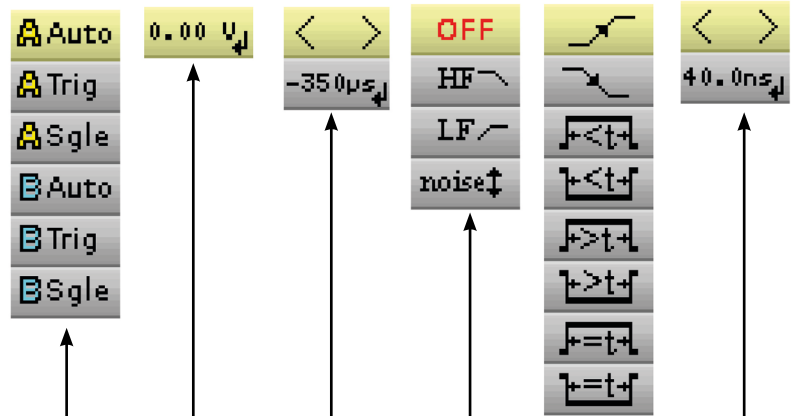 A Auto
A Trig
A Sgle
B Auto
B Trig
B Sgle
0.00 V
< >
-350µs
OFF
HF
LF
noise
+<t+
+<t+
+>t+
+>t+
+=t+
+=t+
< >
40.0ns